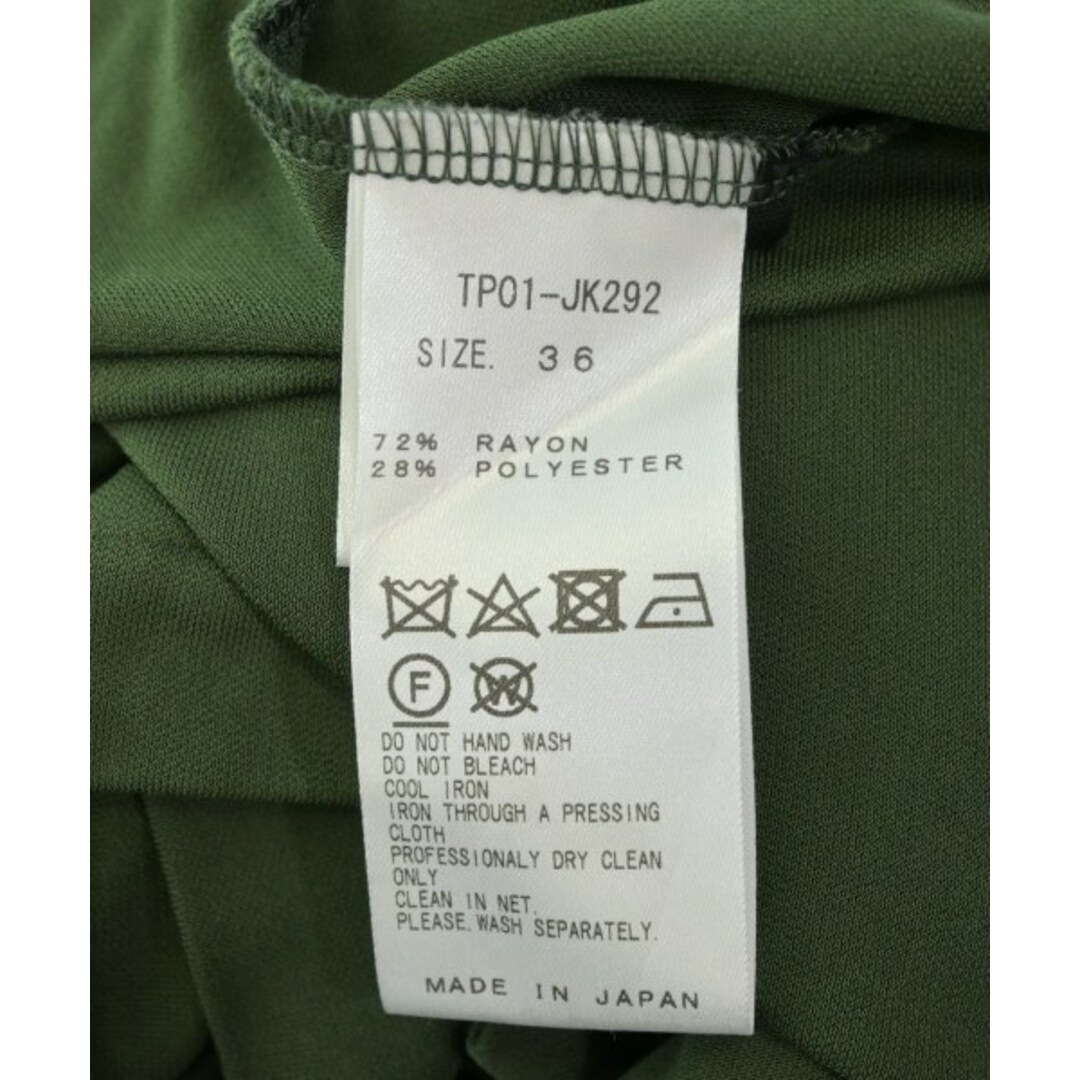 TP01-JK292
SIZE. 36
72% RAYON
28% POLYESTER
F W
DO NOT HAND WASH
DO NOT BLEACH
COOL IRON
IRON THROUGH A PRESSING
CLOTH
PROFESSIONALY DRY CLEAN
ONLY
CLEAN IN NET.
PLEASE.WASH SEPARATELY.
MADE IN JAPAN